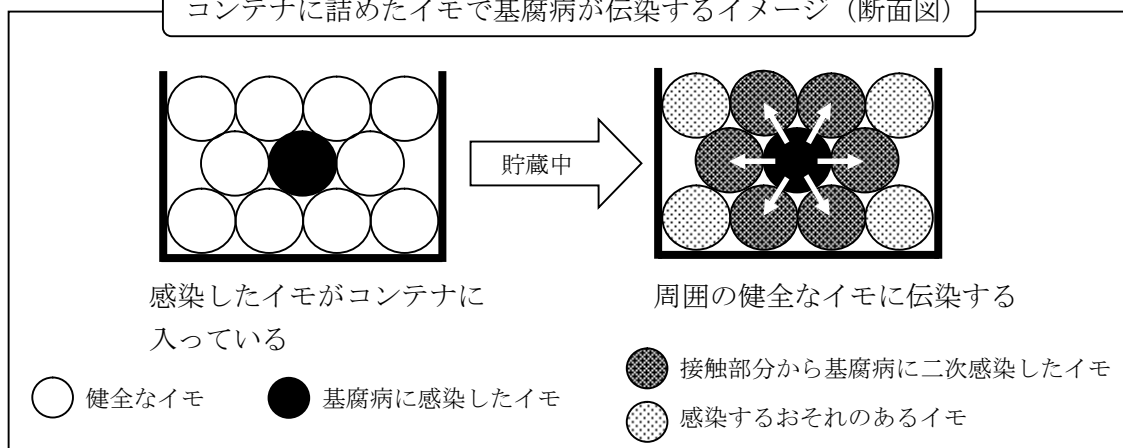 コンテナに詰めたイモで基腐病が伝染するイメージ（断面図）
貯蔵中
感染したイモがコンテナに
入っている
周囲の健全なイモに伝染する
健全なイモ
基腐病に感染したイモ
接触部分から基腐病に二次感染したイモ
感染するおそれのあるイモ